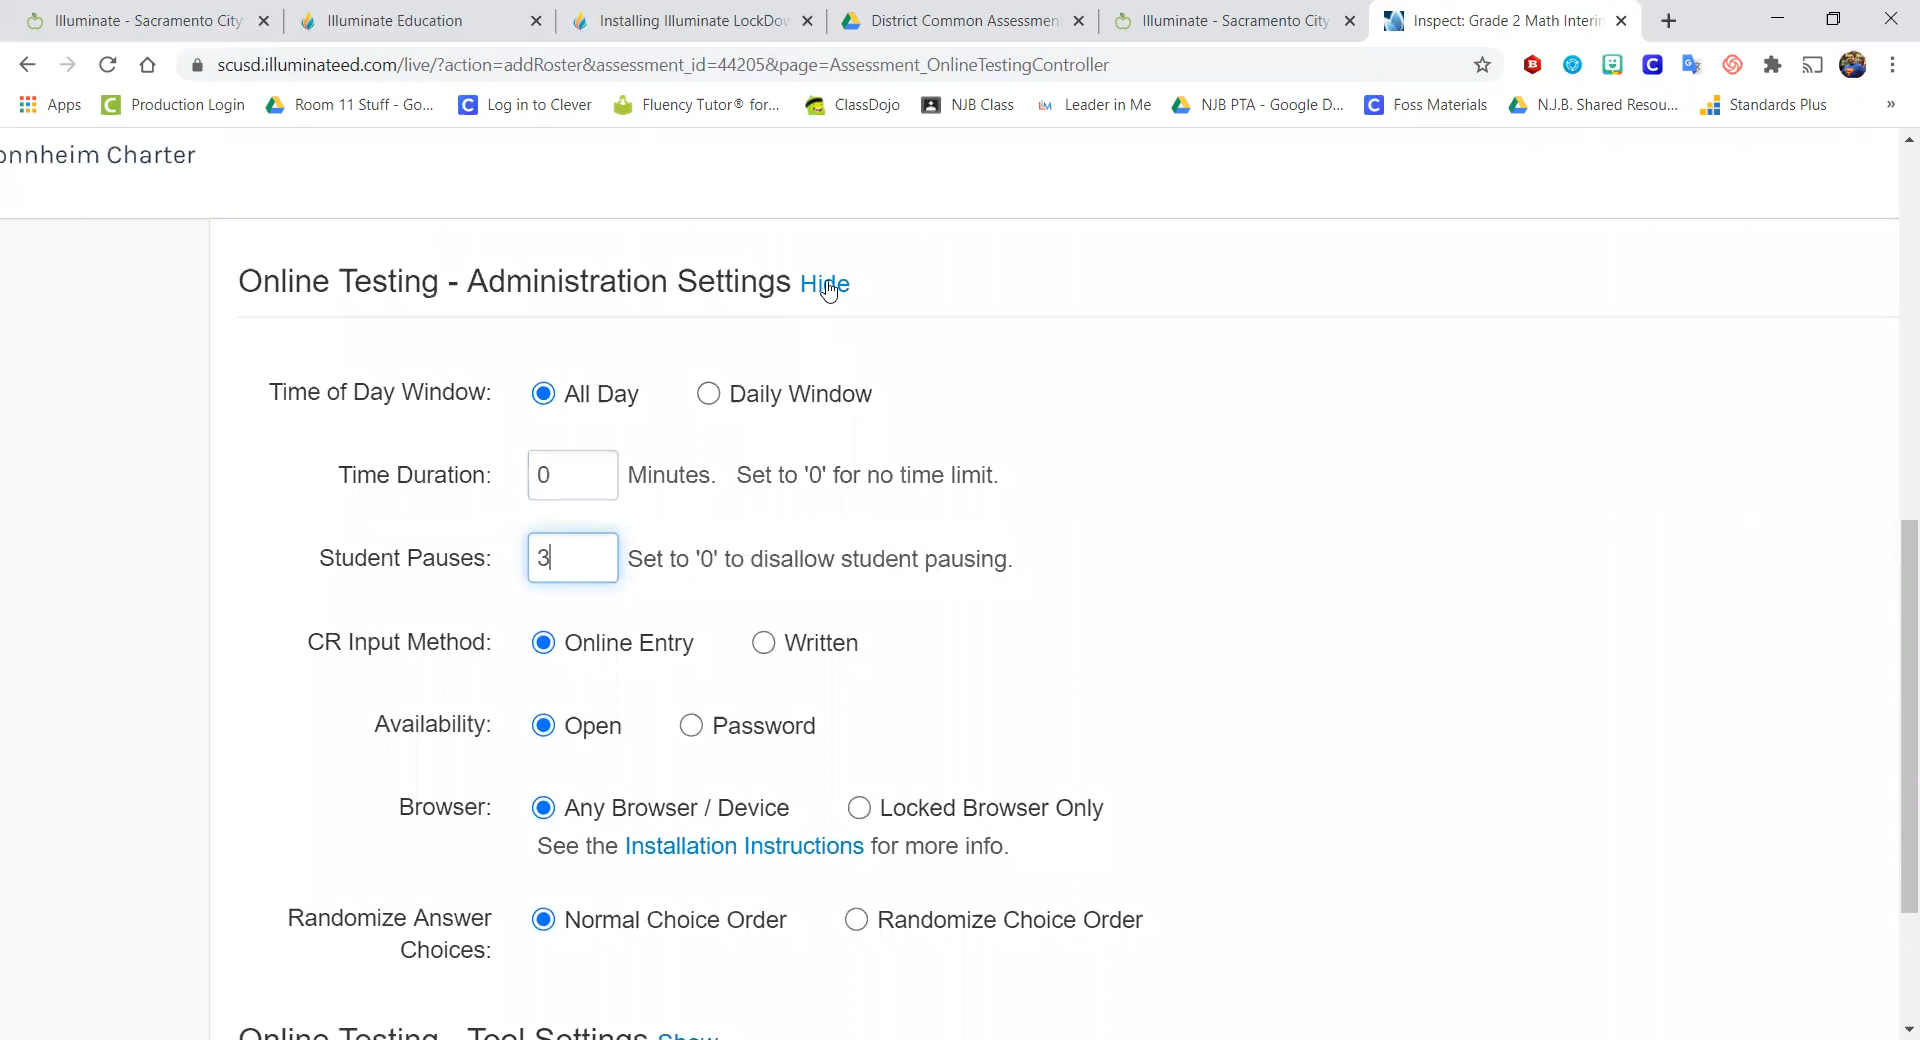 Illuminate - Sacramento City
Illuminate Education
Installing Illuminate LockDow
District Common Assessment
Illuminate - Sacramento City
Inspect: Grade 2 Math Interim
scusd.illuminateed.com/live/?action=addRoster&assessment_id=44205&page=Assessment_OnlineTestingController
Apps
Production Login
Room 11 Stuff - Go...
Log in to Clever
Fluency Tutor® for...
ClassDojo
NJB Class
Leader in Me
NJB PTA - Google D...
Foss Materials
N.J.B. Shared Resou...
Standards Plus
»
onnheim Charter
Online Testing - Administration Settings Hide
Time of Day Window: All Day Daily Window
Time Duration: 0 Minutes. Set to '0' for no time limit.
Student Pauses: 3 Set to '0' to disallow student pausing.
CR Input Method: Online Entry Written
Availability: Open Password
Browser: Any Browser / Device Locked Browser Only
See the Installation Instructions for more info.
Randomize Answer Choices: Normal Choice Order Randomize Choice Order
Online Testing - Tool Settings Show